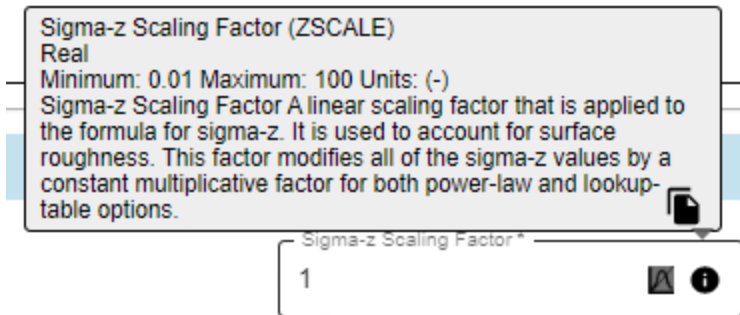 Sigma-z Scaling Factor (ZSCALE)
Real
Minimum: 0.01 Maximum: 100 Units: (-)
Sigma-z Scaling Factor A linear scaling factor that is applied to
the formula for sigma-z. It is used to account for surface
roughness. This factor modifies all of the sigma-z values by a
constant multiplicative factor for both power-law and lookup-
table options.
Sigma-z Scaling Factor *
1